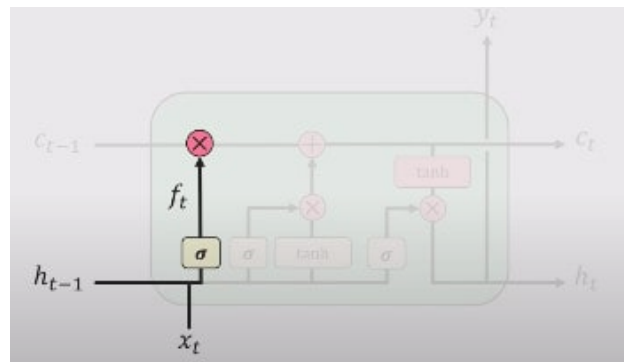 y_t
c_{t-1} × + c_t
tanh
f_t × ×
σ σ tanh σ
h_{t-1} h_t
x_t